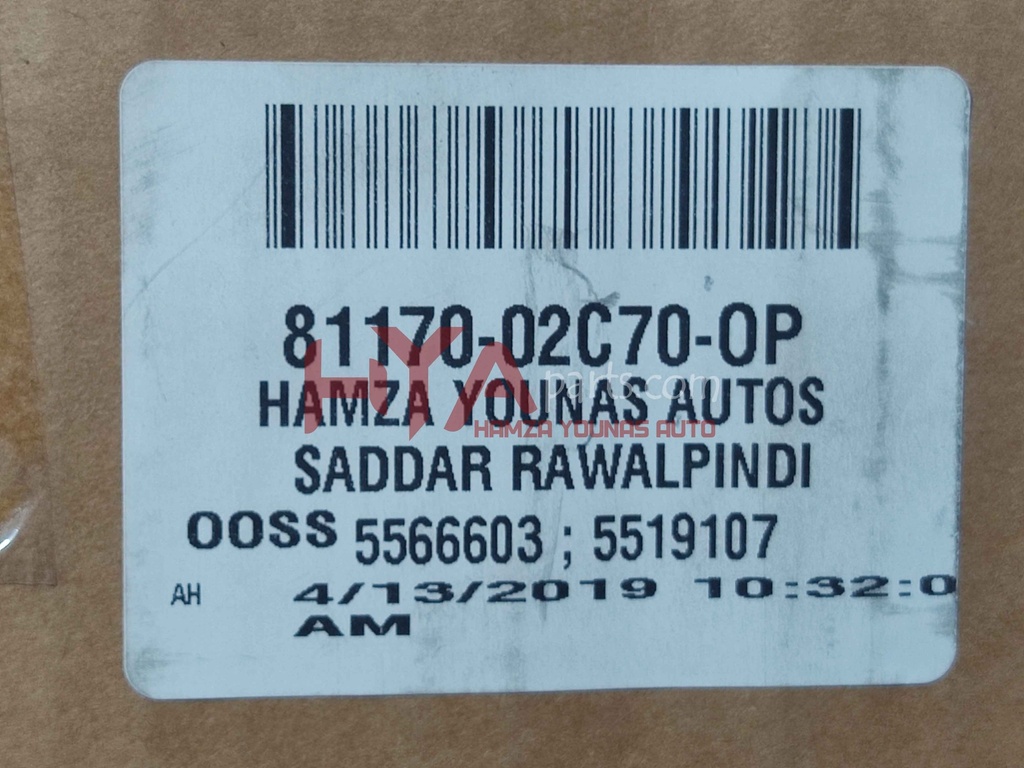 81170-02C70-OP
HYA
parts.com
HAMZA YOUNAS AUTOS
HAMZA YOUNAS AUTO
SADDAR RAWALPINDI
OOSS 5566603 ; 5519107
AH 4/13/2019 10:32:0
AM